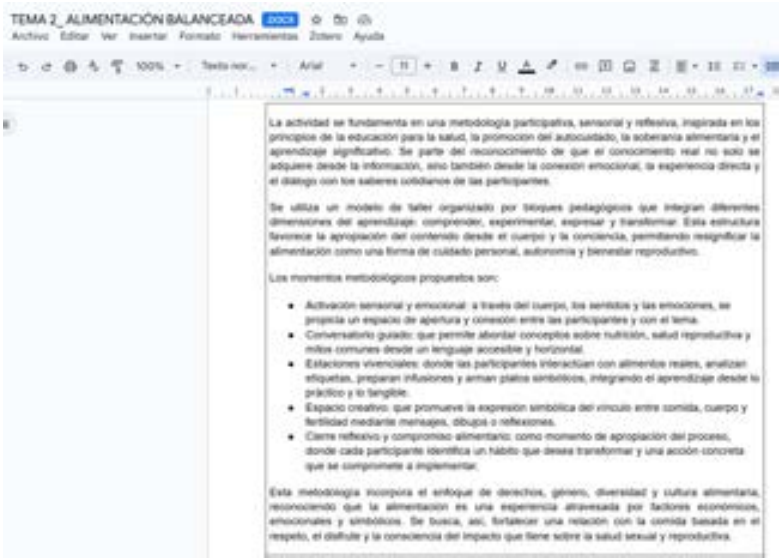 TEMA 2_ ALIMENTACIÓN BALANCEADA .DOCX
Archivo Editar Ver Insertar Formato Herramientas Zotero Ayuda
100% Texto nor... Arial 11
La actividad se fundamenta en una metodología participativa, sensorial y reflexiva, inspirada en los
principios de la educación para la salud, la promoción del autocuidado, la soberanía alimentaria y el
aprendizaje significativo. Se parte del reconocimiento de que el conocimiento real no solo se
adquiere desde la información, sino también desde la conexión emocional, la experiencia directa y
el diálogo con los saberes cotidianos de las participantes.
Se utiliza un modelo de taller organizado por bloques pedagógicos que integran diferentes
dimensiones del aprendizaje: comprender, experimentar, expresar y transformar. Esta estructura
favorece la apropiación del contenido desde el cuerpo y la conciencia, permitiendo resignificar la
alimentación como una forma de cuidado personal, autonomía y bienestar reproductivo.
Los momentos metodológicos propuestos son:
● Activación sensorial y emocional: a través del cuerpo, los sentidos y las emociones, se
propicia un espacio de apertura y conexión entre las participantes y con el tema.
● Conversatorio guiado: que permite abordar conceptos sobre nutrición, salud reproductiva y
mitos comunes desde un lenguaje accesible y horizontal.
● Estaciones vivenciales: donde las participantes interactúan con alimentos reales, analizan
etiquetas, preparan infusiones y arman platos simbólicos, integrando el aprendizaje desde lo
práctico y lo tangible.
● Espacio creativo: que promueve la expresión simbólica del vínculo entre comida, cuerpo y
fertilidad mediante mensajes, dibujos o reflexiones.
● Cierre reflexivo y compromiso alimentario: como momento de apropiación del proceso,
donde cada participante identifica un hábito que desea transformar y una acción concreta
que se compromete a implementar.
Esta metodología incorpora el enfoque de derechos, género, diversidad y cultura alimentaria,
reconociendo que la alimentación es una experiencia atravesada por factores económicos,
emocionales y simbólicos. Se busca, así, fortalecer una relación con la comida basada en el
respeto, el disfrute y la consciencia del impacto que tiene sobre la salud sexual y reproductiva.